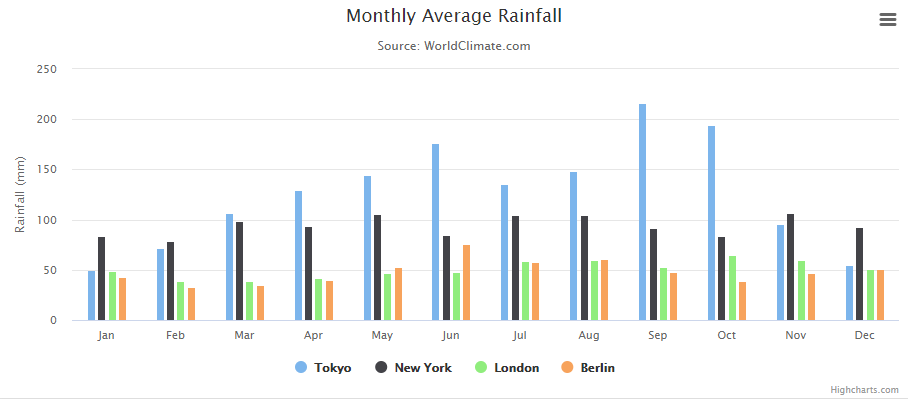 Monthly Average Rainfall
Source: WorldClimate.com
250
200
150
100
50
0
Rainfall (mm)
Jan Feb Mar Apr May Jun Jul Aug Sep Oct Nov Dec
Tokyo New York London Berlin
Highcharts.com